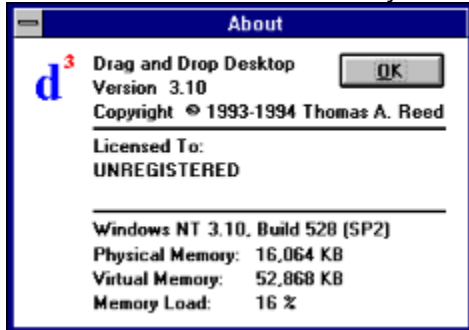 About
d³
Drag and Drop Desktop
OK
Version 3.10
Copyright © 1993-1994 Thomas A. Reed
Licensed To:
UNREGISTERED
Windows NT 3.10, Build 528 (SP2)
Physical Memory: 16,064 KB
Virtual Memory: 52,868 KB
Memory Load: 16 %